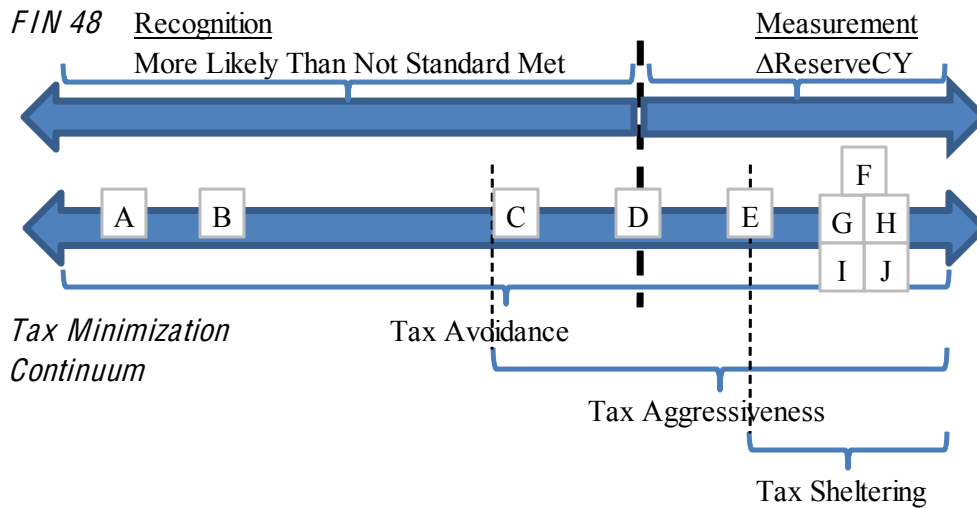 FIN 48 Recognition Measurement
More Likely Than Not Standard Met ΔReserveCY
F
A B C D E G H
I J
Tax Minimization Tax Avoidance
Continuum
Tax Aggressiveness
Tax Sheltering